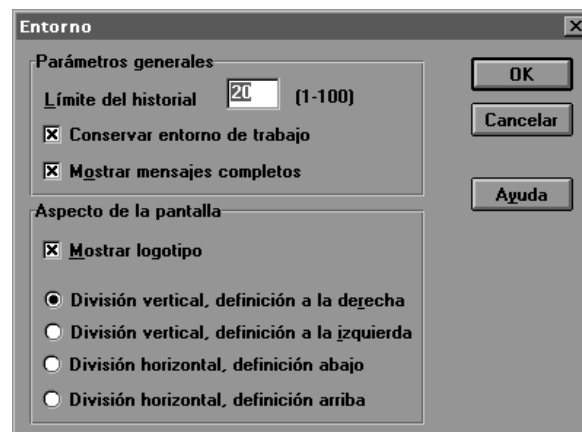 Entorno
Parámetros generales
Límite del historial 20 (1-100)
Conservar entorno de trabajo
Mostrar mensajes completos
OK
Cancelar
Ayuda
Aspecto de la pantalla
Mostrar logotipo
División vertical, definición a la derecha
División vertical, definición a la izquierda
División horizontal, definición abajo
División horizontal, definición arriba